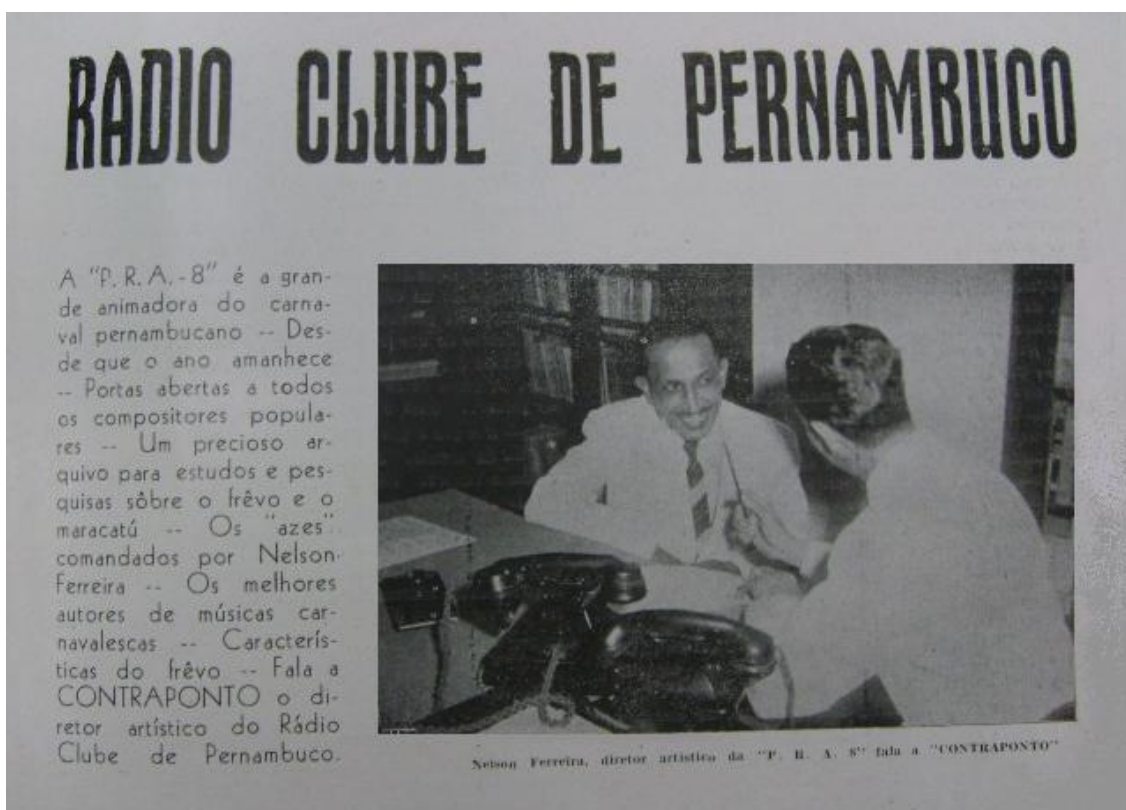 RADIO CLUBE DE PERNAMBUCO
A "P. R. A. - 8" é a gran-
de animadora do carna-
val pernambucano -- Des-
de que o ano amanhece
-- Portas abertas a todos
os compositores popula-
res -- Um precioso ar-
quivo para estudos e pes-
quisas sôbre o frêvo e o
maracatú -- Os "azes"
comandados por Nelson
Ferreira -- Os melhores
autores de músicas car-
navalescas -- Caracterís-
ticas do frêvo -- Fala a
CONTRAPONTO o di-
retor artístico do Rádio
Clube de Pernambuco.
Nelson Ferreira, diretor artístico da "P. R. A. 8" fala a "CONTRAPONTO"